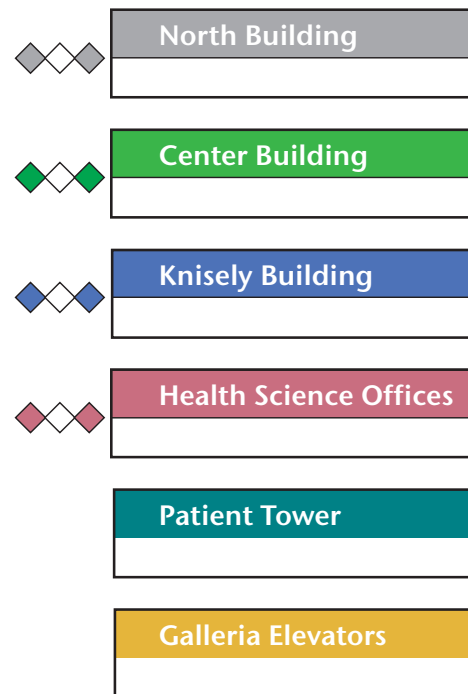 North Building
Center Building
Knisely Building
Health Science Offices
Patient Tower
Galleria Elevators